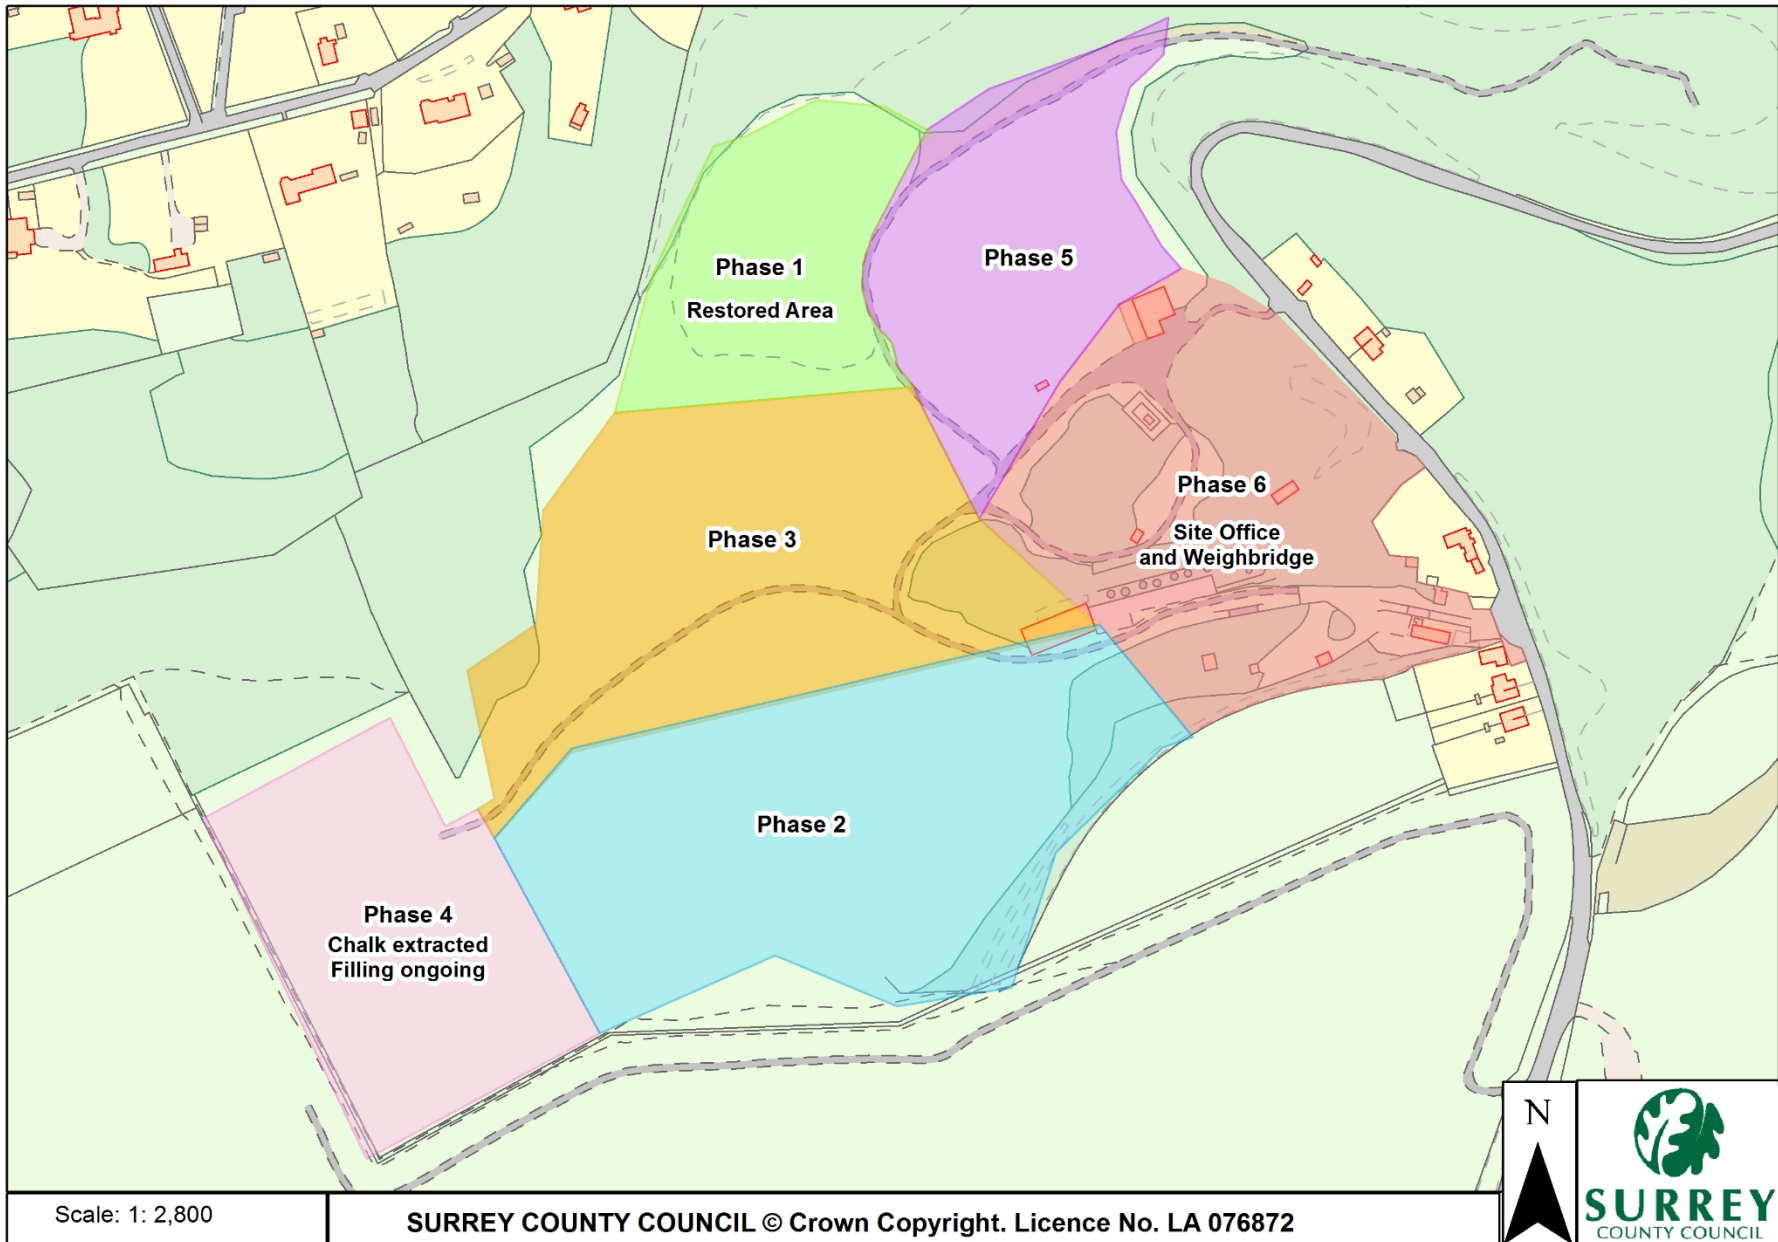 Phase 1
Restored Area
Phase 5
Phase 6
Site Office
and Weighbridge
Phase 3
Phase 2
Phase 4
Chalk extracted
Filling ongoing
N
Scale: 1: 2,800
SURREY COUNTY COUNCIL © Crown Copyright. Licence No. LA 076872
SURREY
COUNTY COUNCIL